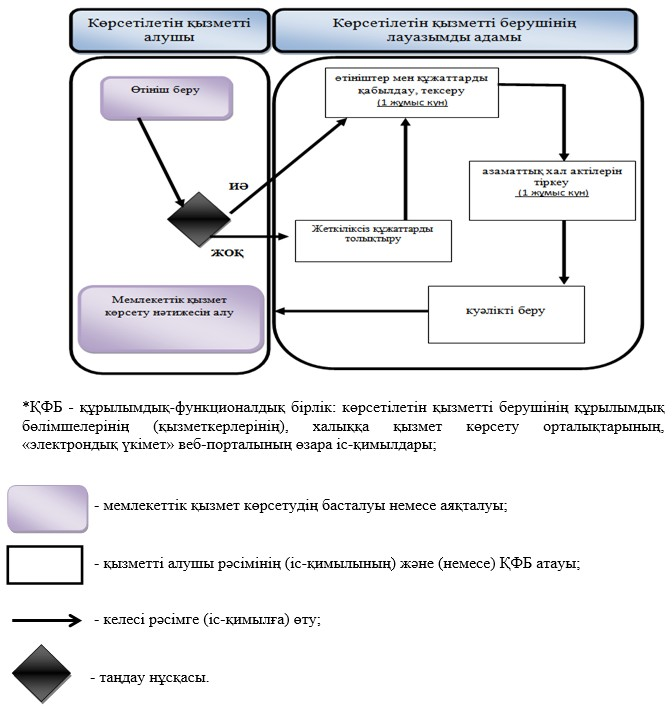 Көрсетілетін қызметті
алушы
Көрсетілетін қызметті берушінің
лауазымды адамы
Өтініш беру
өтініштер мен құжаттарды
қабылдау, тексеру
(1 жұмыс күн)
азаматтық хал актілерін
тіркеу
(1 жұмыс күн)
ИӘ
Жеткіліксіз құжаттарды
толықтыру
ЖОҚ
Мемлекеттік қызмет
көрсету нәтижесін алу
куәлікті беру
*ҚФБ - құрылымдық-функционалдық бірлік: көрсетілетін қызметті берушінің құрылымдық
бөлімшелерінің (қызметкерлерінің), халыққа қызмет көрсету орталықтарының,
«электрондық үкімет» веб-порталының өзара іс-қимылдары;
- мемлекеттік қызмет көрсетудің басталуы немесе аяқталуы;
- қызметті алушы рәсімінің (іс-қимылының) және (немесе) ҚФБ атауы;
- келесі рәсімге (іс-қимылға) өту;
- таңдау нұсқасы.